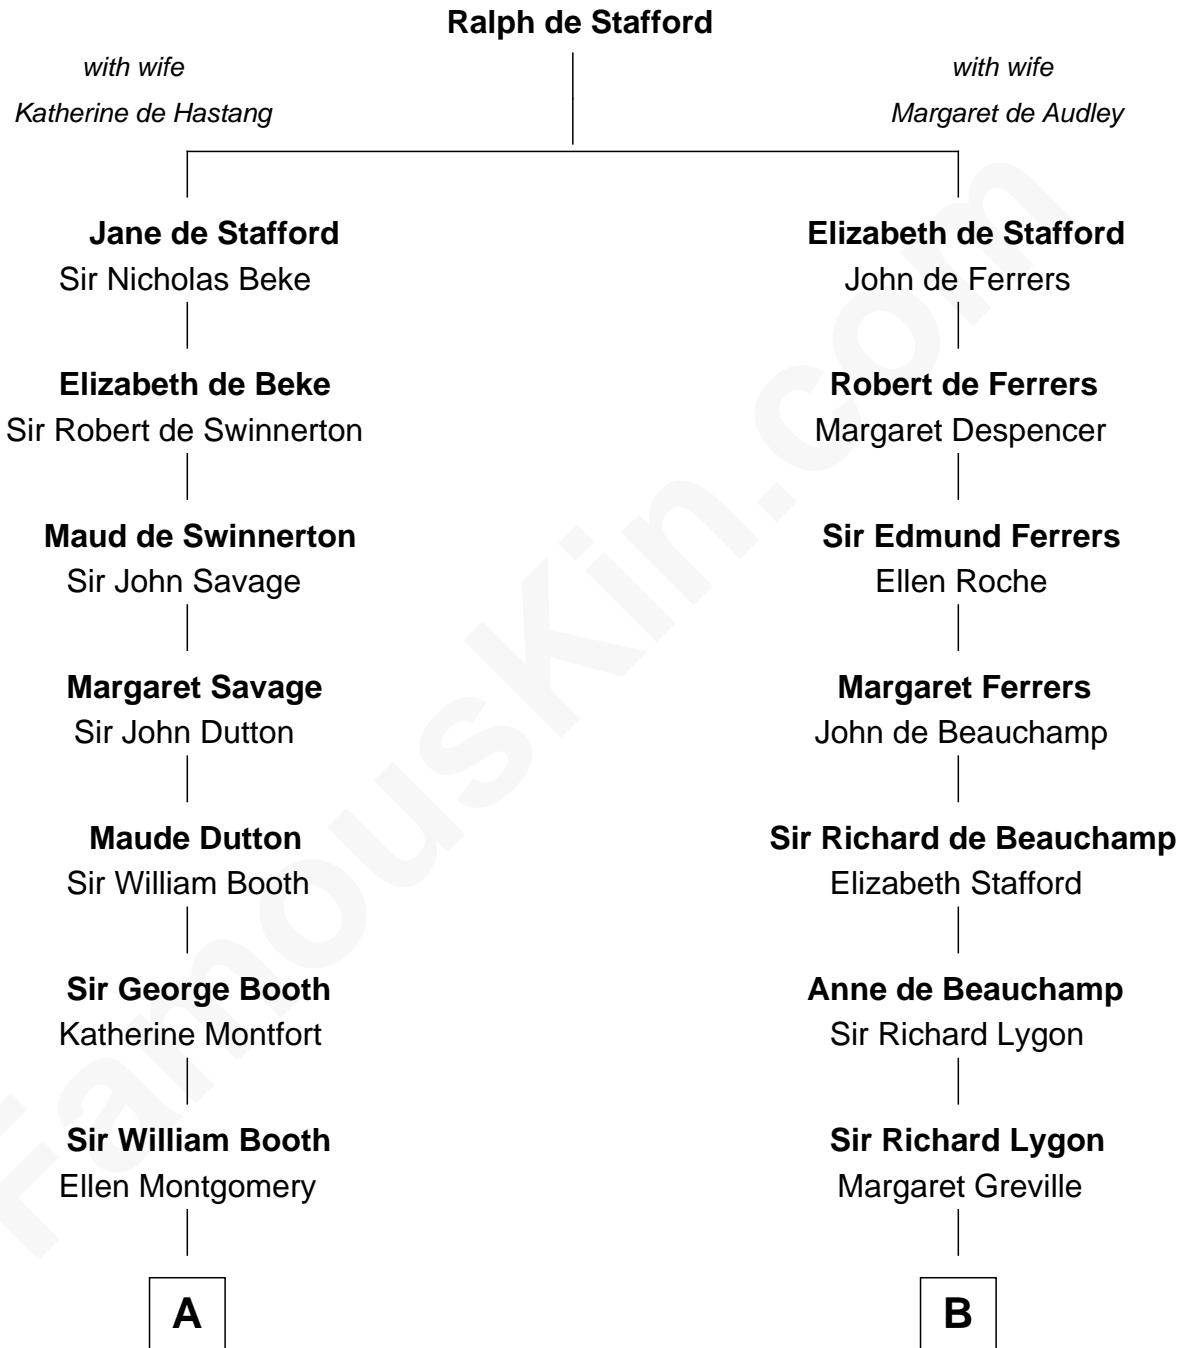 Ralph de Stafford
with wife
Katherine de Hastang
with wife
Margaret de Audley
Jane de Stafford
Sir Nicholas Beke
Elizabeth de Stafford
John de Ferrers
Elizabeth de Beke
Sir Robert de Swinnerton
Robert de Ferrers
Margaret Despencer
Maud de Swinnerton
Sir John Savage
Sir Edmund Ferrers
Ellen Roche
Margaret Savage
Sir John Dutton
Margaret Ferrers
John de Beauchamp
Maude Dutton
Sir William Booth
Sir Richard de Beauchamp
Elizabeth Stafford
Sir George Booth
Katherine Montfort
Anne de Beauchamp
Sir Richard Lygon
Sir William Booth
Ellen Montgomery
Sir Richard Lygon
Margaret Greville
A
B
FamousKin.com